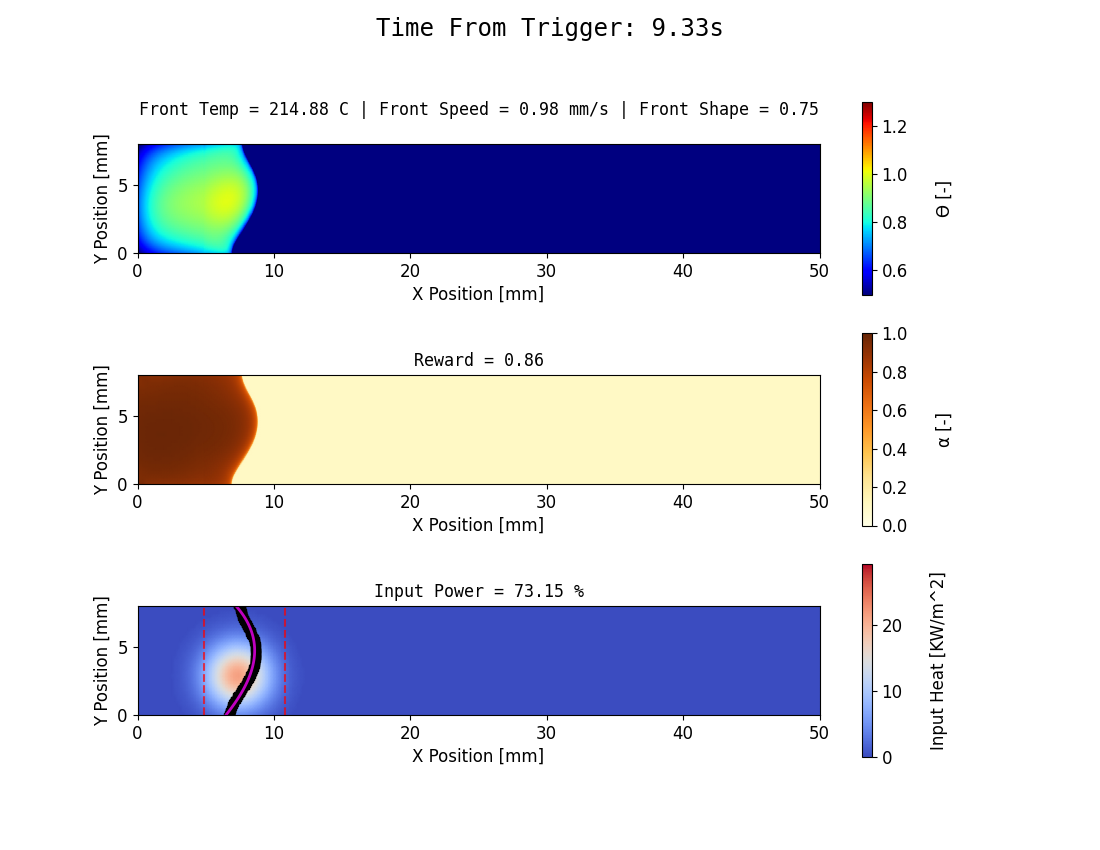 Time From Trigger: 9.33s
Front Temp = 214.88 C | Front Speed = 0.98 mm/s | Front Shape = 0.75
Y Position [mm]
5
0
0 10 20 30 40 50
X Position [mm]
1.2
1.0
0.8
0.6
Θ [-]
Reward = 0.86
Y Position [mm]
5
0
0 10 20 30 40 50
X Position [mm]
1.0
0.8
0.6
0.4
0.2
0.0
α [-]
Input Power = 73.15 %
Y Position [mm]
5
0
0 10 20 30 40 50
X Position [mm]
20
10
0
Input Heat [KW/m^2]